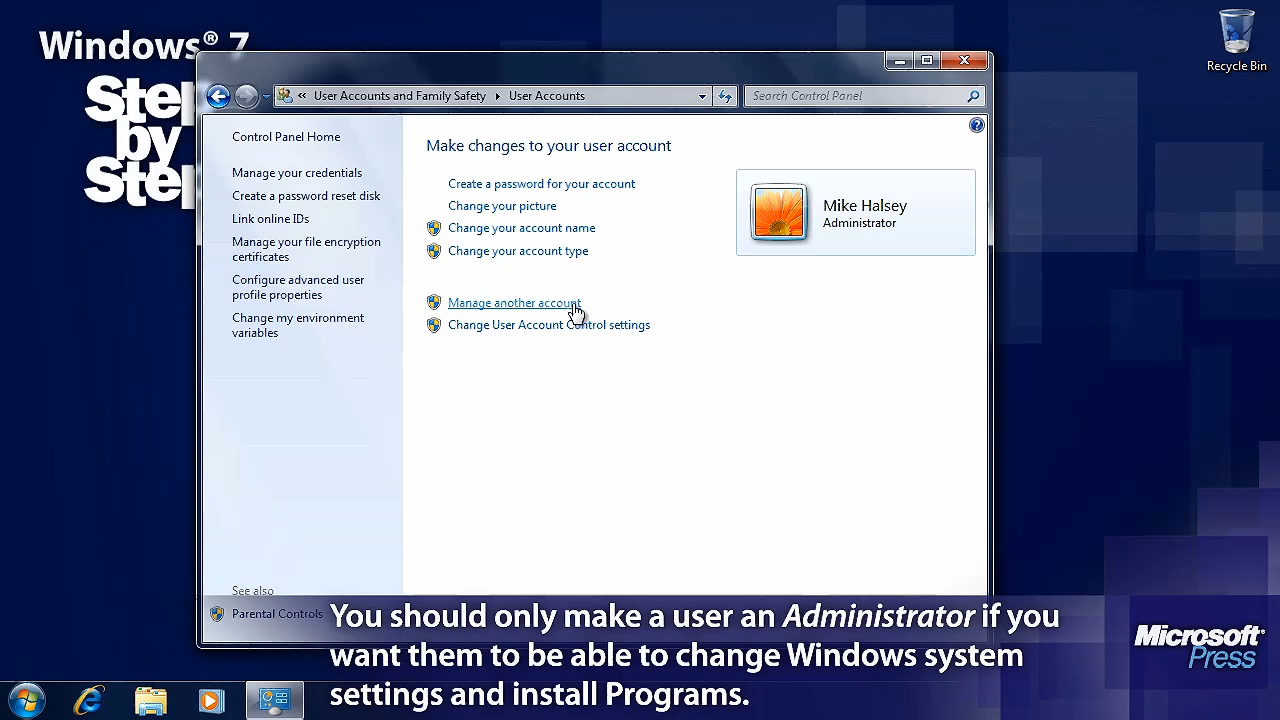 Windows® 7
Step
by
Step
Recycle Bin
« User Accounts and Family Safety User Accounts
Search Control Panel
Control Panel Home
Manage your credentials
Create a password reset disk
Link online IDs
Manage your file encryption
certificates
Configure advanced user
profile properties
Change my environment
variables
See also
Parental Controls
Make changes to your user account
Create a password for your account
Change your picture
Change your account name
Change your account type
Manage another account
Change User Account Control settings
Mike Halsey
Administrator
You should only make a user an Administrator if you
want them to be able to change Windows system
settings and install Programs.
Microsoft®
Press